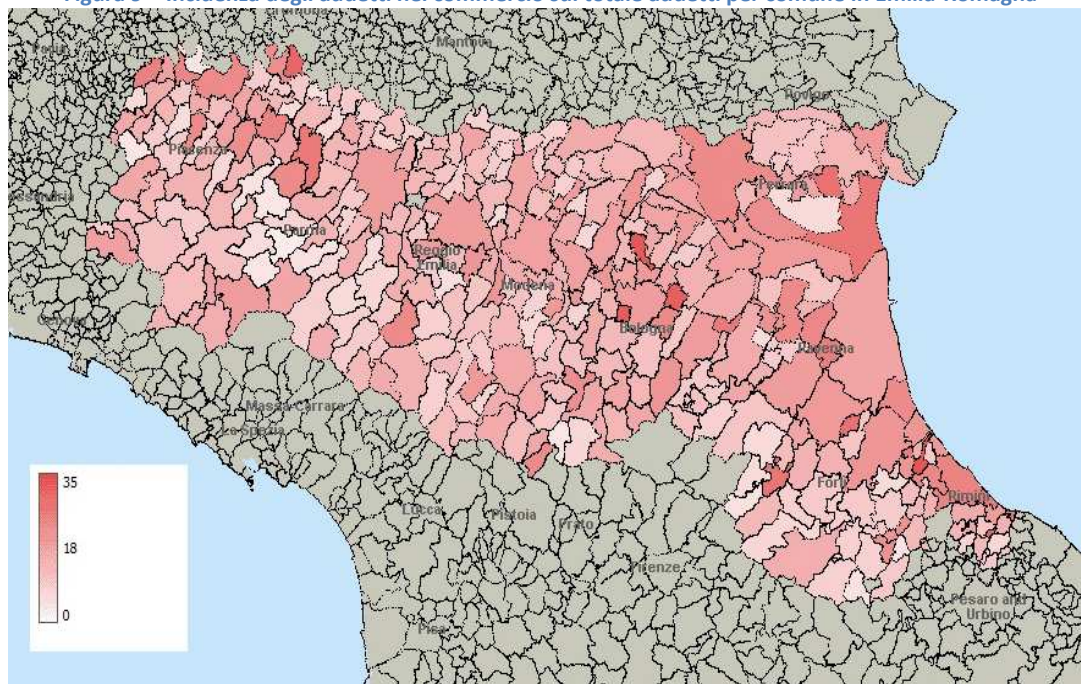 Cremona
Mantova
Rovigo
Piacenza
Ferrara
Parma
Reggio
Emilia
Modena
Bologna
Ravenna
Massa-Carrara
La Spezia
Forlì
Rimini
Lucca
Pistoia
Prato
Firenze
Pesaro and
Urbino
Pisa
35
18
0